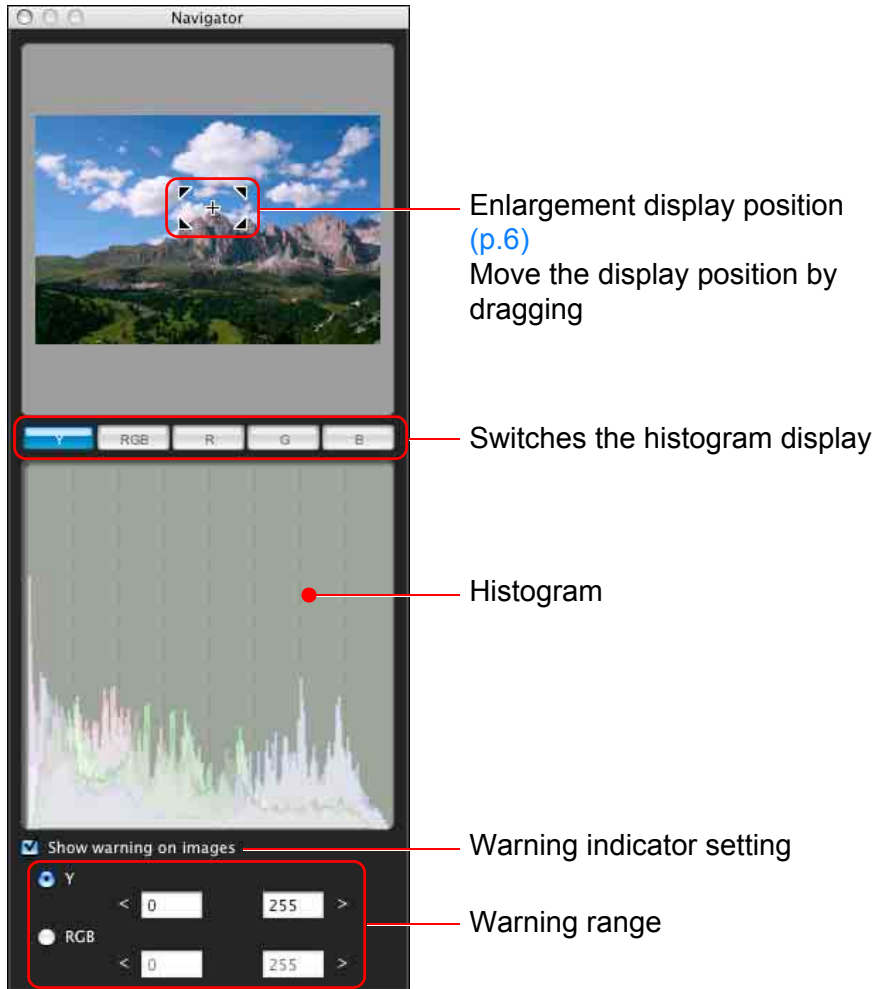 Navigator
Enlargement display position
(p.6)
Move the display position by
dragging
Y RGB R G B
Switches the histogram display
Histogram
Show warning on images
Warning indicator setting
Y
< 0 255 >
Warning range
RGB
< 0 255 >